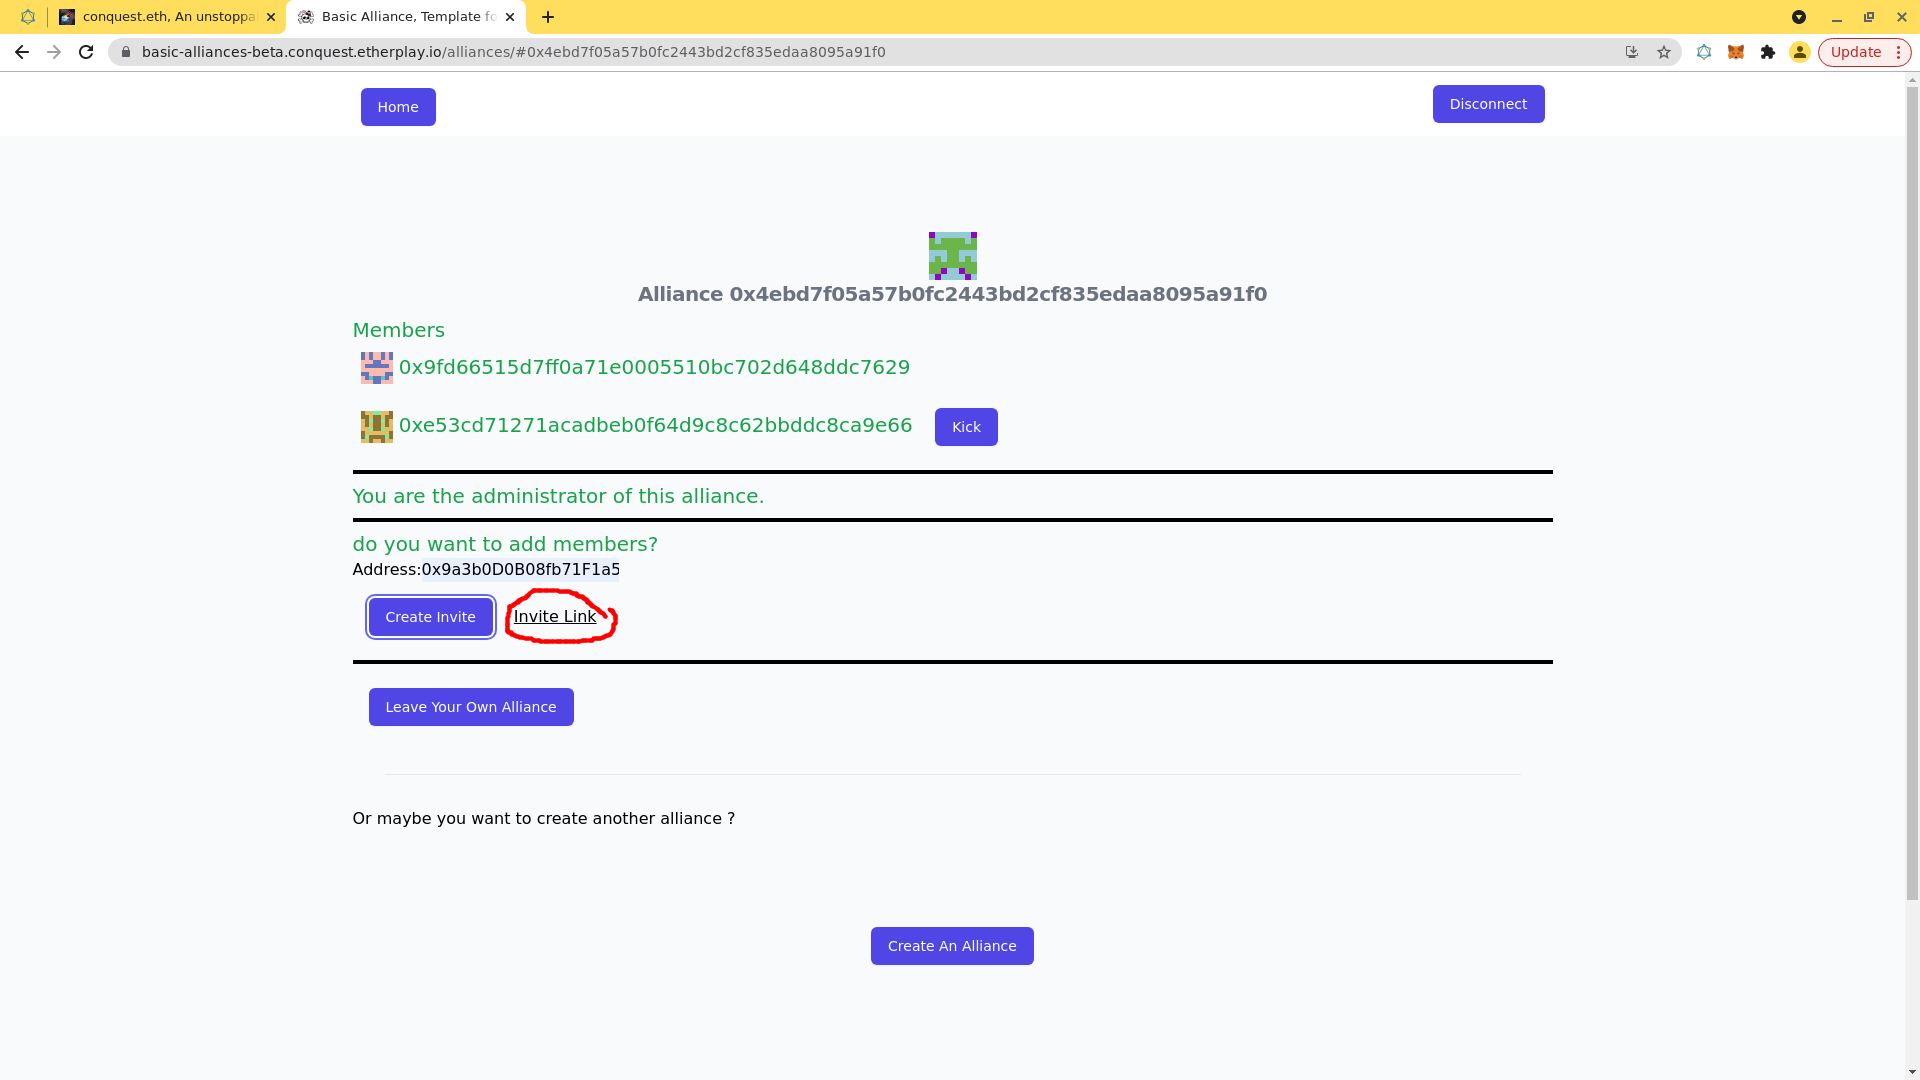 conquest.eth, An unstoppa
Basic Alliance, Template fo
basic-alliances-beta.conquest.etherplay.io/alliances/#0x4ebd7f05a57b0fc2443bd2cf835edaa8095a91f0
Update
Home
Disconnect
Alliance 0x4ebd7f05a57b0fc2443bd2cf835edaa8095a91f0
Members
0x9fd66515d7ff0a71e0005510bc702d648ddc7629
0xe53cd71271acadbeb0f64d9c8c62bbddc8ca9e66
Kick
You are the administrator of this alliance.
do you want to add members?
Address:0x9a3b0D0B08fb71F1a5
Create Invite
Invite Link
Leave Your Own Alliance
Or maybe you want to create another alliance ?
Create An Alliance